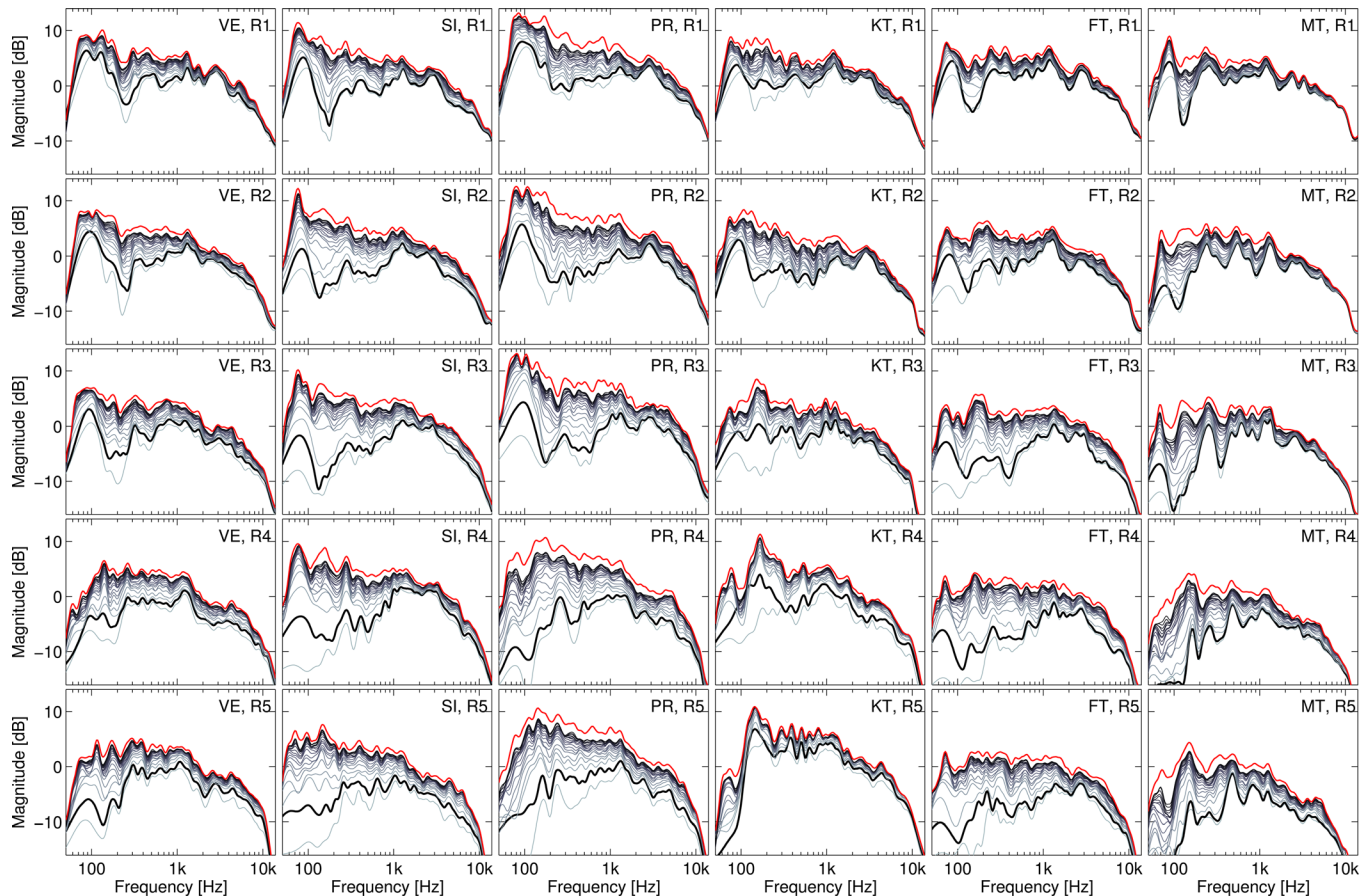 VE, R1 SI, R1 PR, R1 KT, R1 FT, R1 MT, R1
Magnitude [dB]
10
0
−10
VE, R2 SI, R2 PR, R2 KT, R2 FT, R2 MT, R2
Magnitude [dB]
10
0
−10
VE, R3 SI, R3 PR, R3 KT, R3 FT, R3 MT, R3
Magnitude [dB]
10
0
−10
VE, R4 SI, R4 PR, R4 KT, R4 FT, R4 MT, R4
Magnitude [dB]
10
0
−10
VE, R5 SI, R5 PR, R5 KT, R5 FT, R5 MT, R5
Magnitude [dB]
10
0
−10
100 1k 10k 100 1k 10k 100 1k 10k 100 1k 10k 100 1k 10k 100 1k 10k
Frequency [Hz] Frequency [Hz] Frequency [Hz] Frequency [Hz] Frequency [Hz] Frequency [Hz]